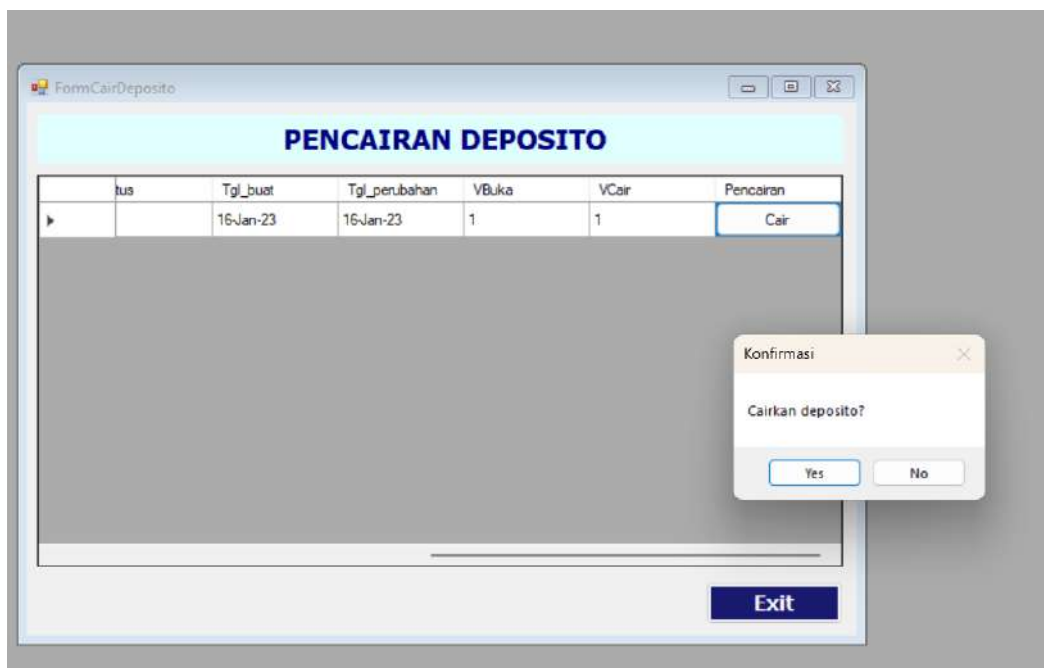 FormCairDeposito
PENCAIRAN DEPOSITO
tus Tgl_buat Tgl_perubahan VBuka VCair Pencairan
16-Jan-23 16-Jan-23 1 1 Cair
Konfirmasi
Cairkan deposito?
Yes No
Exit